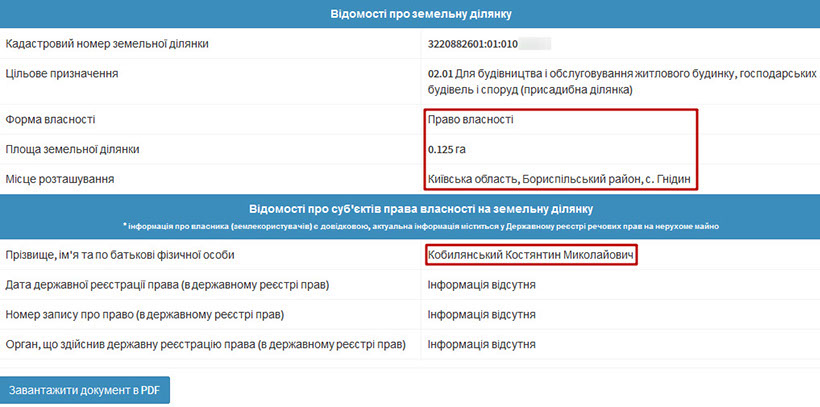 Відомості про земельну ділянку
Кадастровий номер земельної ділянки 3220882601:01:010
Цільове призначення 02.01 Для будівництва і обслуговування житлового будинку, господарських
будівель і споруд (присадибна ділянка)
Форма власності Право власності
Площа земельної ділянки 0.125 га
Місце розташування Київська область, Бориспільський район, с. Гнідин
Відомості про суб'єктів права власності на земельну ділянку
* інформація про власника (землекористувачів) є довідковою, актуальна інформація міститься у Державному реєстрі речових прав на нерухоме майно
Прізвище, ім'я та по батькові фізичної особи Кобилянський Костянтин Миколайович
Дата державної реєстрації права (в державному реєстрі прав) Інформація відсутня
Номер запису про право (в державному реєстрі прав) Інформація відсутня
Орган, що здійснив державну реєстрацію права (в державному реєстрі прав) Інформація відсутня
Завантажити документ в PDF